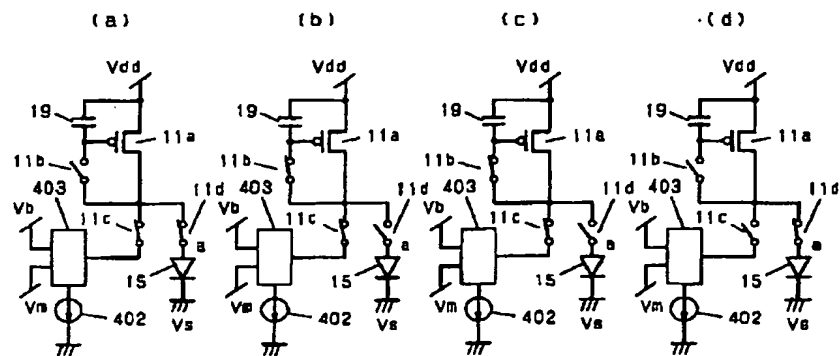 (a) (b) (c) (d)
Vdd Vdd Vdd Vdd
19 19 19 19
11a 11a 11a 11a
11b 11b 11b 11b
403 11d 403 11d 403 11d 403 11d
Vb 11c Vb 11c Vb 11c Vb 11c
a a a a
15 15 15 15
Vm Vm Vm Vm
402 Vs 402 Vs 402 Vs 402 Vs